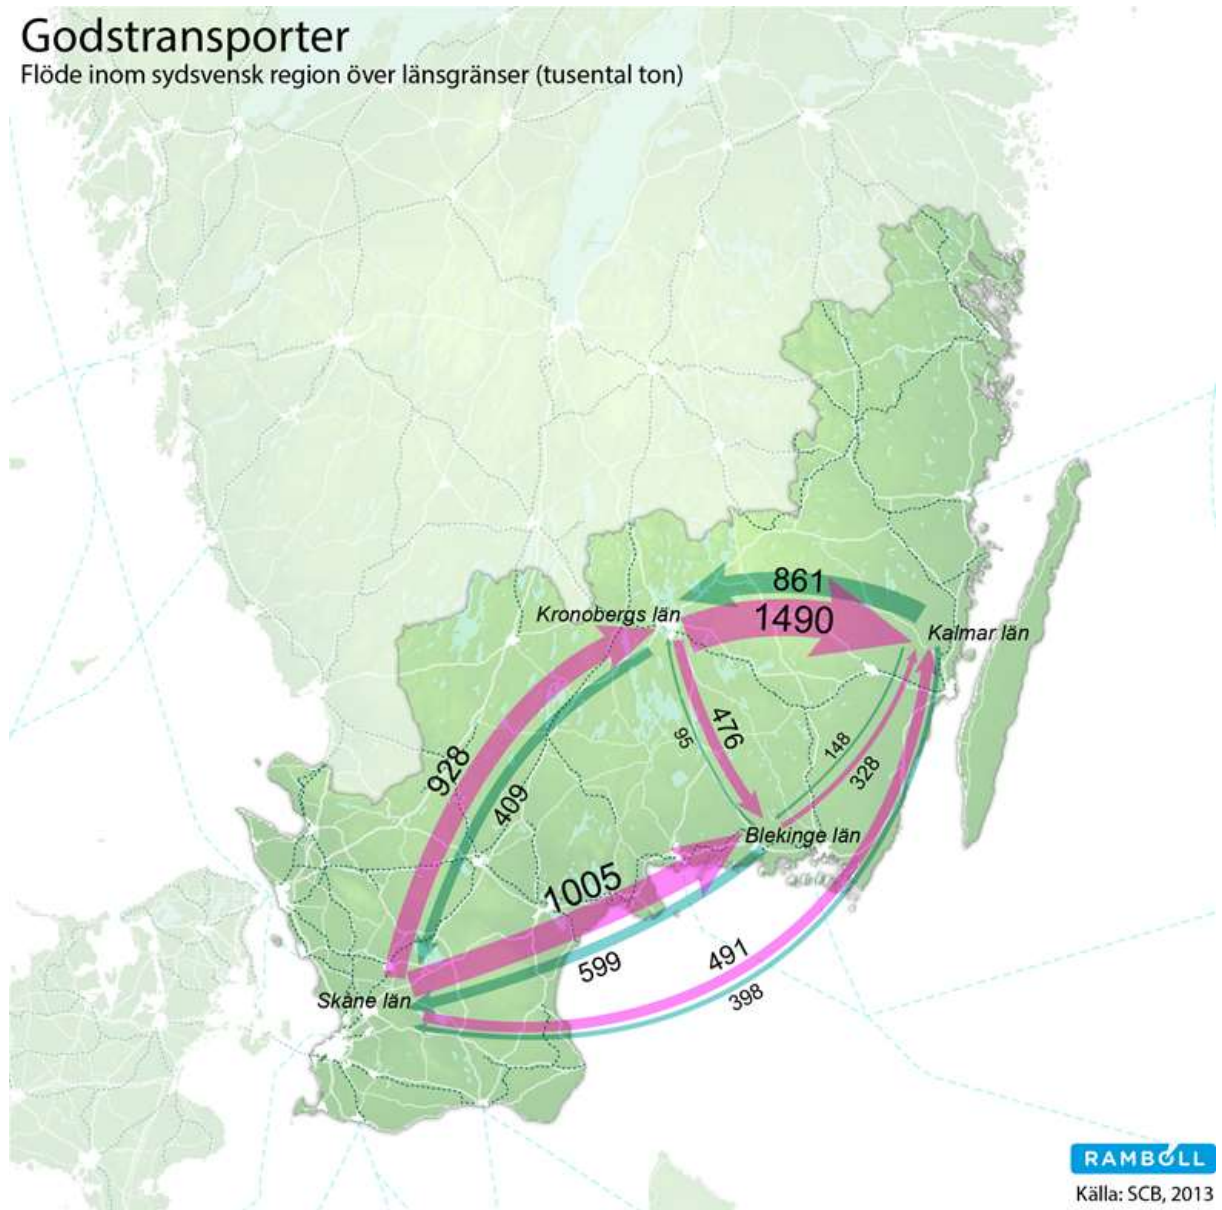 Godstransporter
Flöde inom sydsvensk region över länsgränser (tusental ton)
861
Kronobergs län
1490
Kalmar län
476
95
148
928
328
409
Blekinge län
1005
599
491
398
Skåne län
RAMBOLL
Källa: SCB, 2013